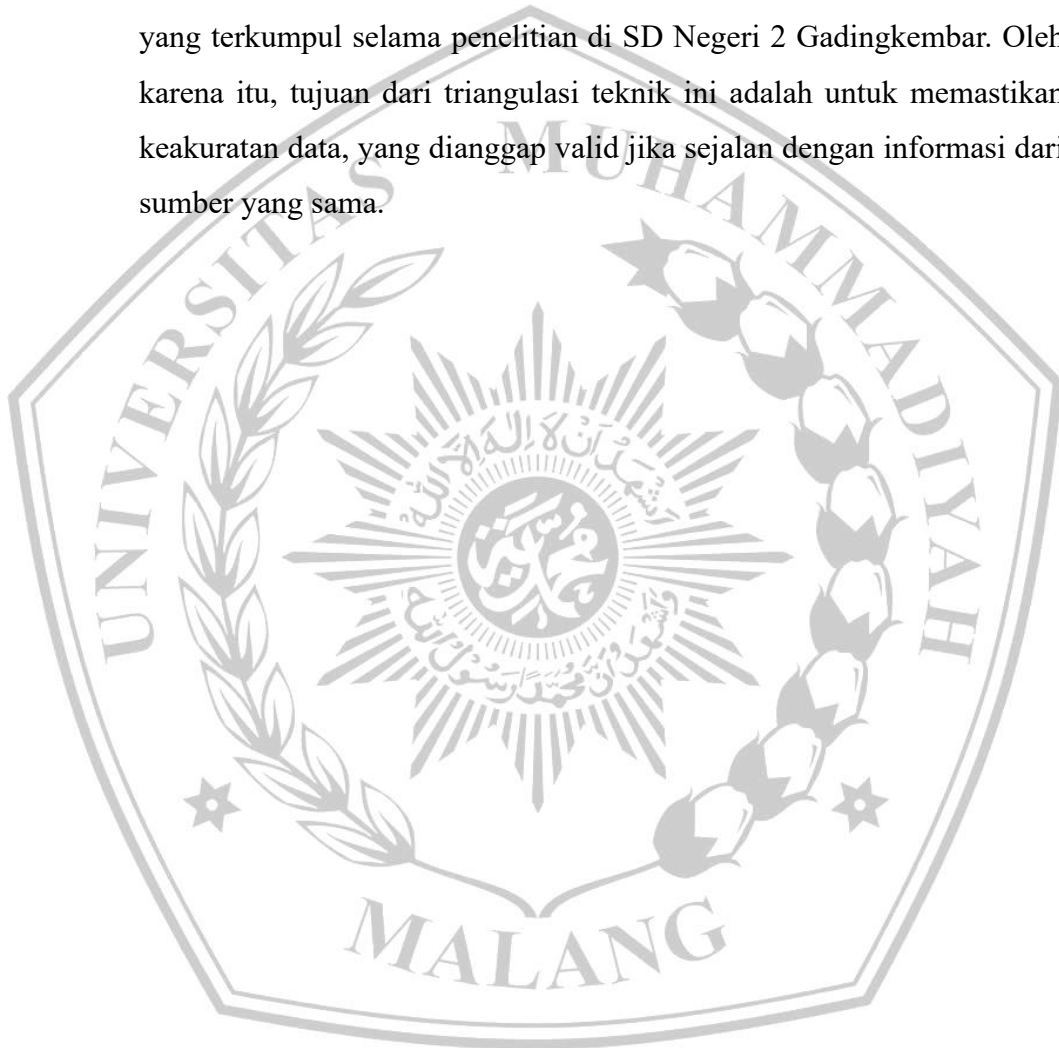 yang terkumpul selama penelitian di SD Negeri 2 Gadingkembar. Oleh
karena itu, tujuan dari triangulasi teknik ini adalah untuk memastikan
keakuratan data, yang dianggap valid jika sejalan dengan informasi dari
sumber yang sama.
UNIVERSITAS MUHAMMADIYAH
MALANG